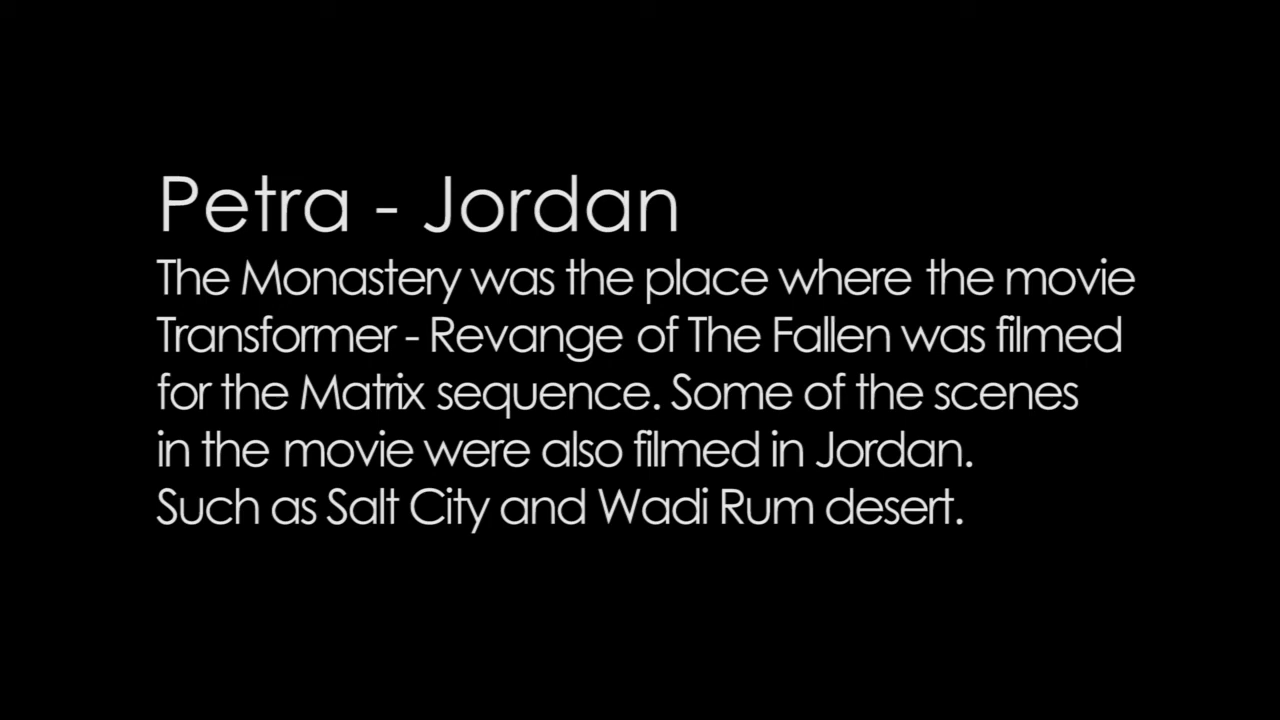 Petra - Jordan
The Monastery was the place where the movie
Transformer - Revange of The Fallen was filmed
for the Matrix sequence. Some of the scenes
in the movie were also filmed in Jordan.
Such as Salt City and Wadi Rum desert.